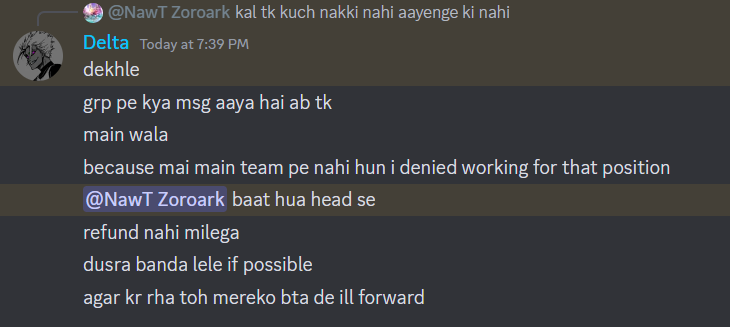 @NawT Zoroark kal tk kuch nakki nahi aayenge ki nahi
Delta Today at 7:39 PM
dekhle
grp pe kya msg aaya hai ab tk
main wala
because mai main team pe nahi hun i denied working for that position
@NawT Zoroark baat hua head se
refund nahi milega
dusra banda lele if possible
agar kr rha toh mereko bta de ill forward